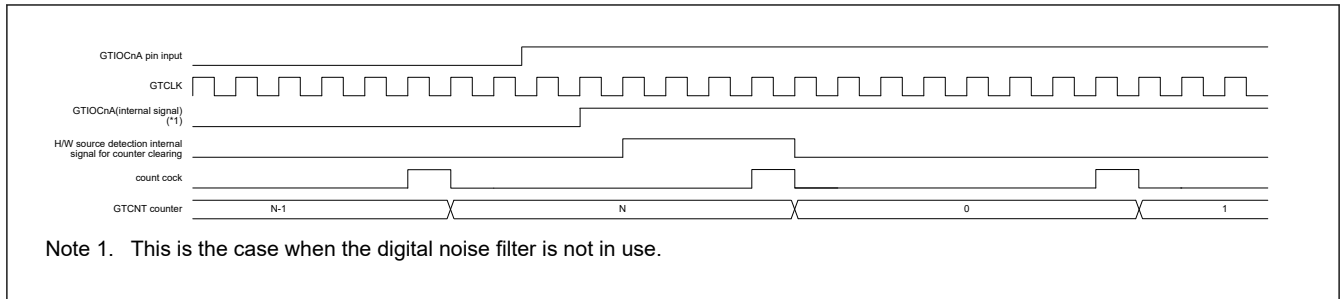 GTIOCnA pin input
GTCLK
GTIOCnA(internal signal)
(*1)
H/W source detection internal
signal for counter clearing
count cock
GTCNT counter N-1 N 0 1
Note 1. This is the case when the digital noise filter is not in use.